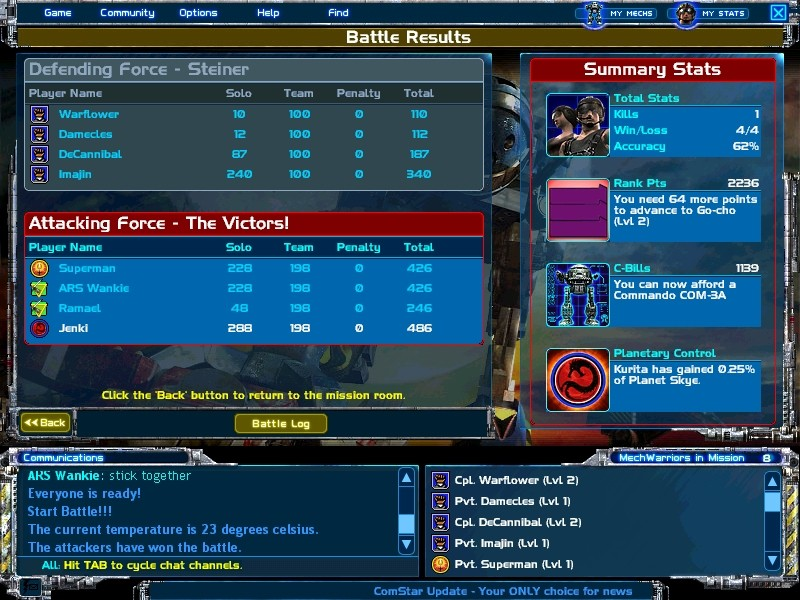 Game Community Options Help Find MY MECHS MY STATS
Battle Results
Defending Force - Steiner
Player Name Solo Team Penalty Total
Warflower 10 100 0 110
Damecles 12 100 0 112
DeCannibal 87 100 0 187
Imajin 240 100 0 340
Attacking Force - The Victors!
Player Name Solo Team Penalty Total
Superman 228 198 0 426
ARS Wankie 228 198 0 426
Ramael 48 198 0 246
Jenki 288 198 0 486
Click the 'Back' button to return to the mission room.
<<Back
Battle Log
Summary Stats
Total Stats
Kills 1
Win/Loss 4/4
Accuracy 62%
Rank Pts 2236
You need 64 more points
to advance to Go-cho
(Lvl 2)
C-Bills 1139
You can now afford a
Commando COM-3A
Planetary Control
Kurita has gained 0.25%
of Planet Skye.
Communications
ARS Wankie: stick together
Everyone is ready!
Start Battle!!!
The current temperature is 23 degrees celsius.
The attackers have won the battle.
All: Hit TAB to cycle chat channels.
MechWarriors in Mission 8
Cpl. Warflower (Lvl 2)
Pvt. Damecles (Lvl 1)
Cpl. DeCannibal (Lvl 2)
Pvt. Imajin (Lvl 1)
Pvt. Superman (Lvl 1)
ComStar Update - Your ONLY choice for news